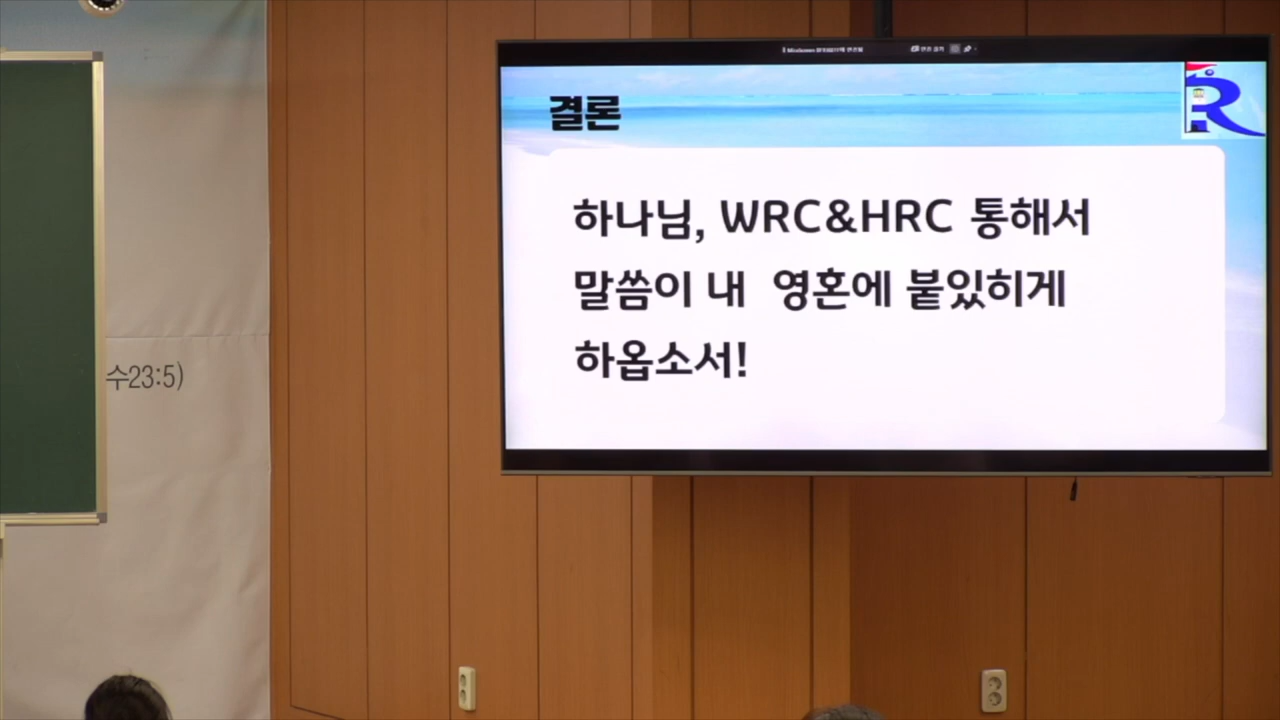 결론
하나님, WRC&HRC 통해서
말씀이 내 영혼에 붙있히게
하옵소서!
수23:5)